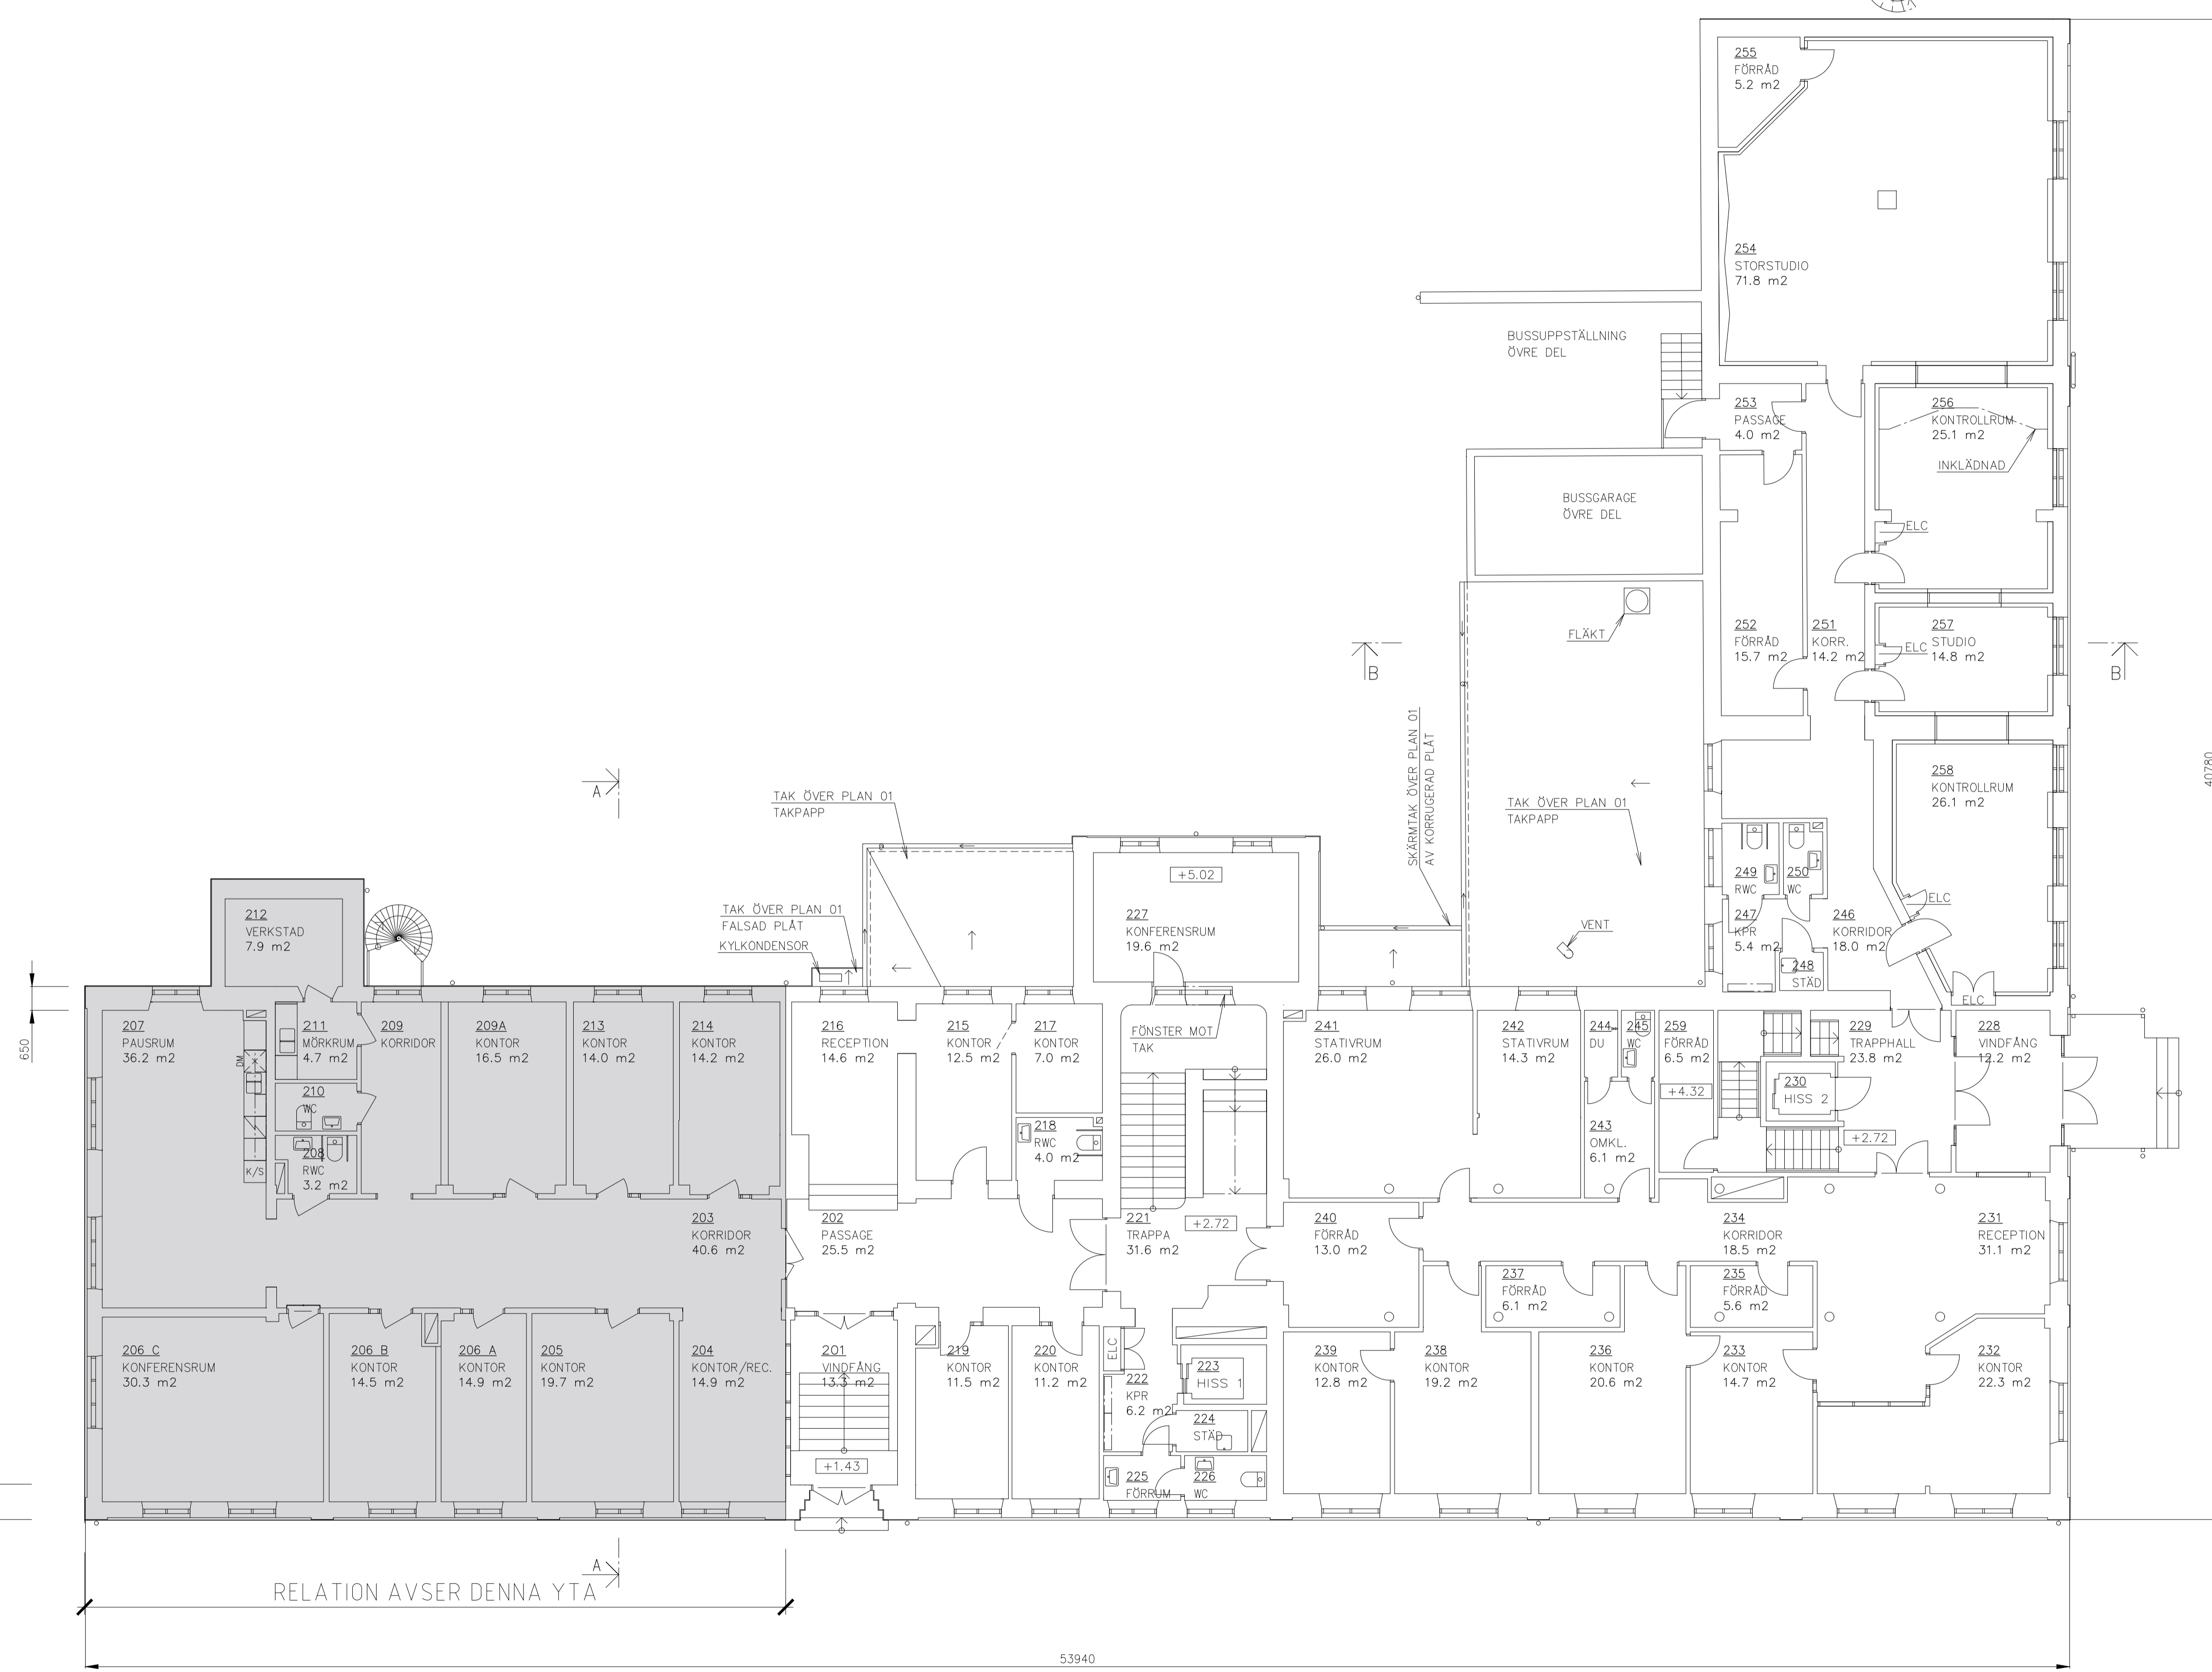 255
FÖRRÅD
5.2 m2
254
STORSTUDIO
71.8 m2
BUSSUPPSTÄLLNING
ÖVRE DEL
253
PASSAGE
4.0 m2
256
KONTROLLRUM
25.1 m2
INKLÄDNAD
BUSSGARAGE
ÖVRE DEL
ELC
FLÄKT
252
FÖRRÅD
15.7 m2
251
KORR.
14.2 m2
ELC
257
STUDIO
14.8 m2
B
B
SKÄRMTAK ÖVER PLAN 01
AV KORRUGERAD PLÅT
40780
A
TAK ÖVER PLAN 01
TAKPAPP
TAK ÖVER PLAN 01
TAKPAPP
258
KONTROLLRUM
26.1 m2
249
RWC
250
WC
ELC
+5.02
227
KONFERENSRUM
19.6 m2
TAK ÖVER PLAN 01
FALSAD PLÅT
KYLKONDENSOR
212
VERKSTAD
7.9 m2
VENT
247
KPR
5.4 m2
246
KORRIDOR
18.0 m2
248
STÄD
ELC
650
207
PAUSRUM
36.2 m2
DM
K/S
211
MÖRKRUM
4.7 m2
209
KORRIDOR
209A
KONTOR
16.5 m2
213
KONTOR
14.0 m2
214
KONTOR
14.2 m2
216
RECEPTION
14.6 m2
215
KONTOR
12.5 m2
217
KONTOR
7.0 m2
FÖNSTER MOT
TAK
241
STATIVRUM
26.0 m2
242
STATIVRUM
14.3 m2
244
DU
245
WC
259
FÖRRÅD
6.5 m2
+4.32
229
TRAPPHALL
23.8 m2
228
VINDFÅNG
12.2 m2
230
HISS 2
+2.72
210
WC
208
RWC
3.2 m2
218
RWC
4.0 m2
243
OMKL.
6.1 m2
203
KORRIDOR
40.6 m2
202
PASSAGE
25.5 m2
221
TRAPPA
31.6 m2
+2.72
240
FÖRRÅD
13.0 m2
234
KORRIDOR
18.5 m2
231
RECEPTION
31.1 m2
237
FÖRRÅD
6.1 m2
235
FÖRRÅD
5.6 m2
206 C
KONFERENSRUM
30.3 m2
206 B
KONTOR
14.5 m2
206 A
KONTOR
14.9 m2
205
KONTOR
19.7 m2
204
KONTOR/REC.
14.9 m2
201
VINDFÅNG
13.3 m2
+1.43
219
KONTOR
11.5 m2
220
KONTOR
11.2 m2
ELC
222
KPR
6.2 m2
223
HISS 1
224
STÄD
225
FÖRRUM
226
WC
239
KONTOR
12.8 m2
238
KONTOR
19.2 m2
236
KONTOR
20.6 m2
233
KONTOR
14.7 m2
232
KONTOR
22.3 m2
A
RELATION AVSER DENNA YTA
53940